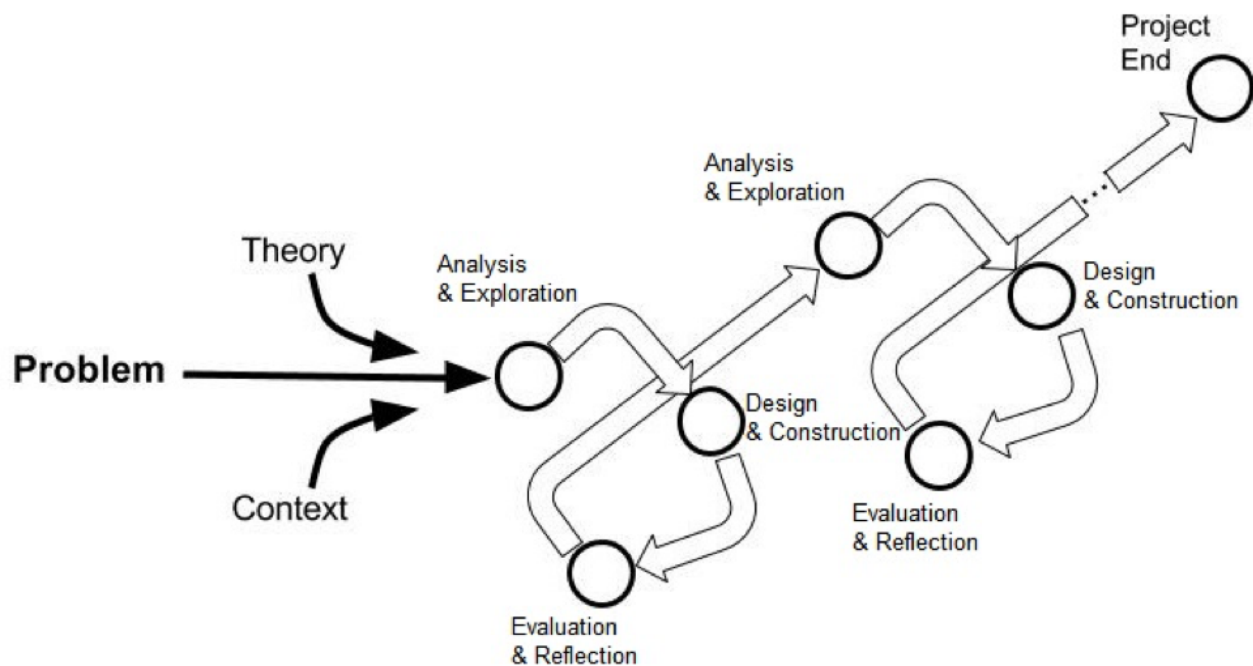 Project
End
Analysis
& Exploration
Theory
Analysis
& Exploration
Design
& Construction
Problem
Design
& Construction
Context
Evaluation
& Reflection
Evaluation
& Reflection